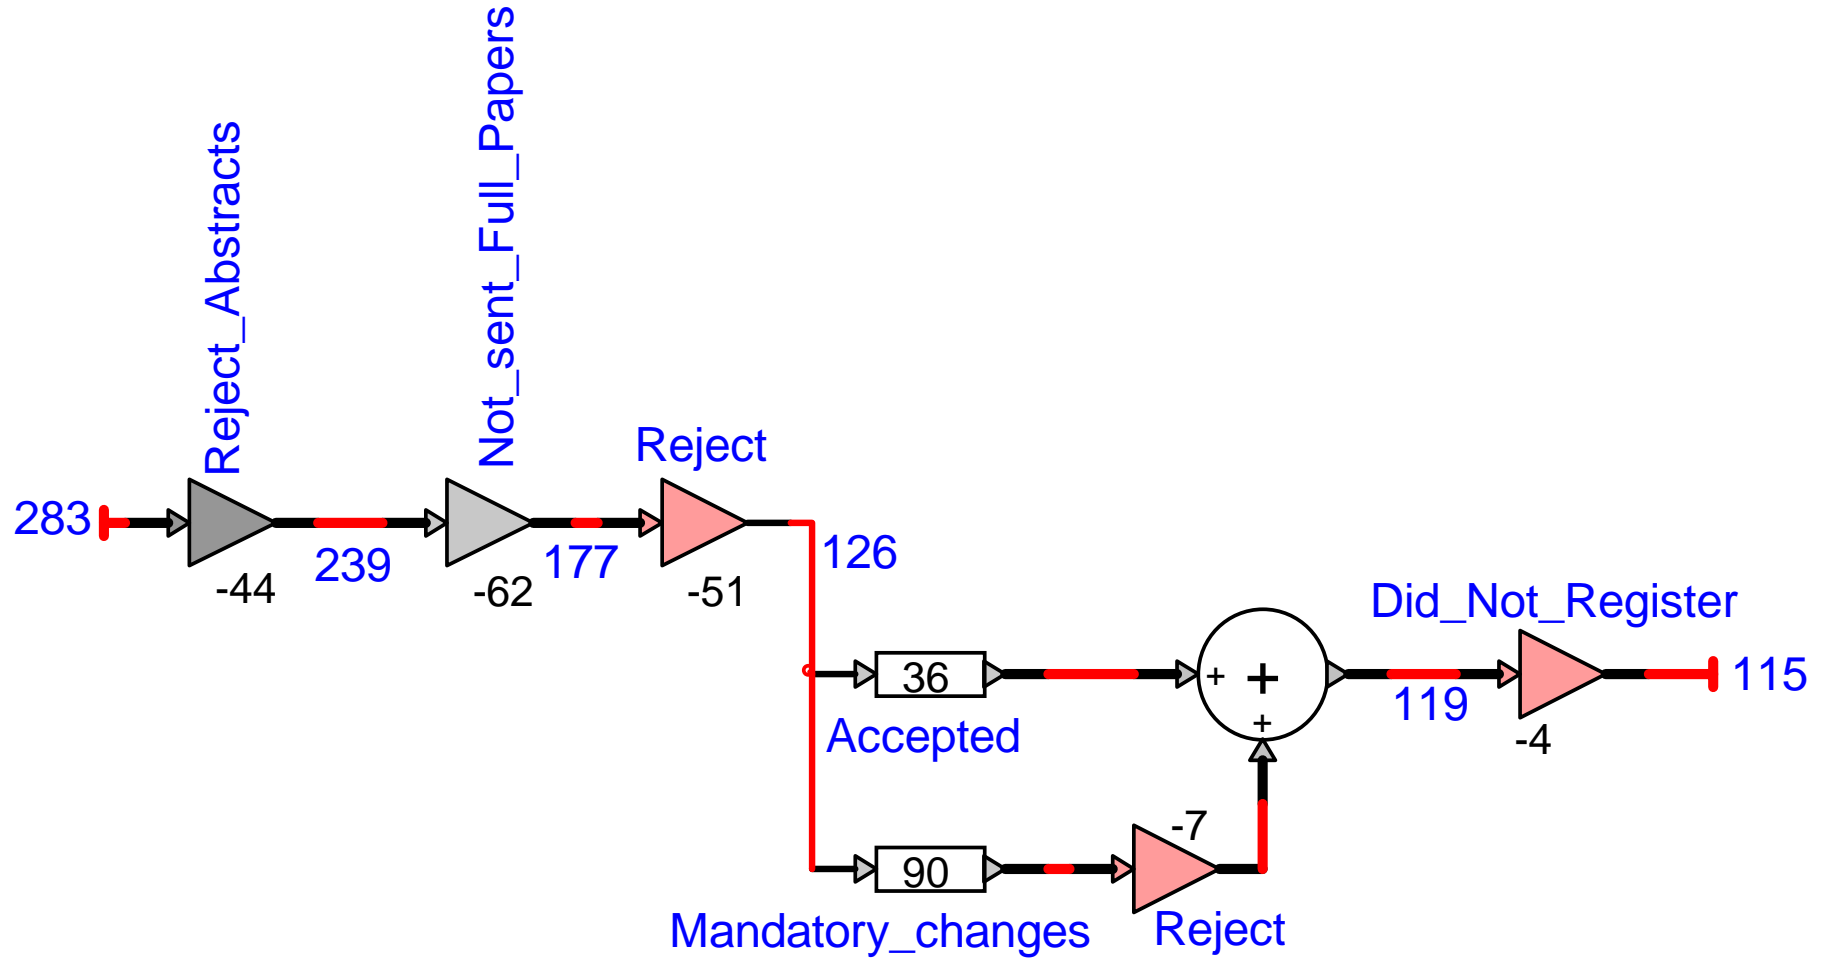 Reject_Abstracts
Not_sent_Full_Papers
Reject
283
-44
239
-62
177
-51
126
Did_Not_Register
36
+
+
+
Accepted
119
-4
115
-7
90
Mandatory_changes
Reject